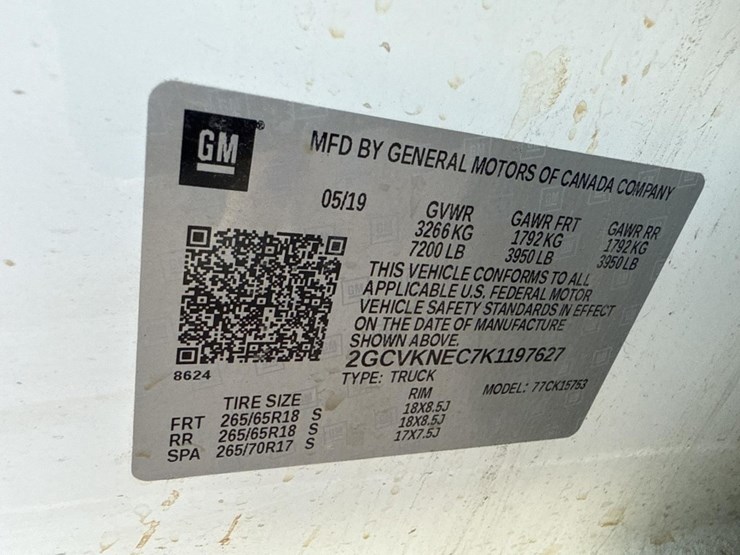 GM
MFD BY GENERAL MOTORS OF CANADA COMPANY
05/19
GVWR GAWR FRT GAWR RR
3266 KG 1792 KG 1792 KG
7200 LB 3950 LB 3950 LB
THIS VEHICLE CONFORMS TO ALL
APPLICABLE U.S. FEDERAL MOTOR
VEHICLE SAFETY STANDARDS IN EFFECT
ON THE DATE OF MANUFACTURE
SHOWN ABOVE.
2GCVKNEC7K1197627
8624
TYPE: TRUCK MODEL: 77CK15753
TIRE SIZE RIM
FRT 265/65R18 S 18X8.5J
RR 265/65R18 S 18X8.5J
SPA 265/70R17 S 17X7.5J